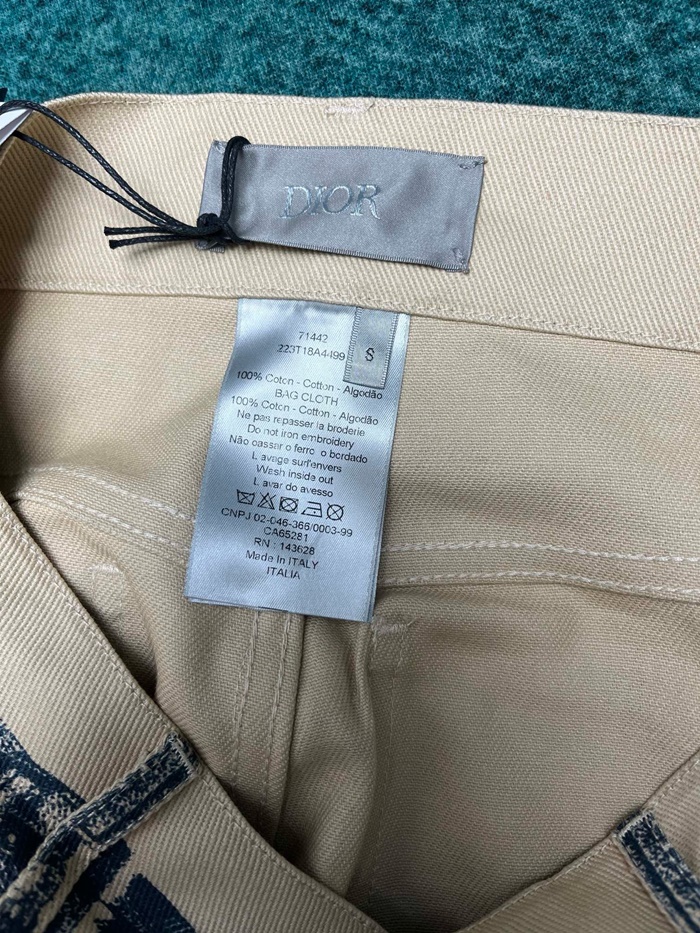 DIOR
71442
223T18A4499
S
100% Coton - Cotton - Algodão
BAG CLOTH
100% Coton - Cotton - Algodão
Ne pas repasser la broderie
Do not iron embroidery
Não passar o ferro o bordado
Lavage sur l'envers
Wash inside out
Lavar do avesso
CNPJ 02-046-366/0003-99
CA65281
RN : 143628
Made in ITALY
ITALIA